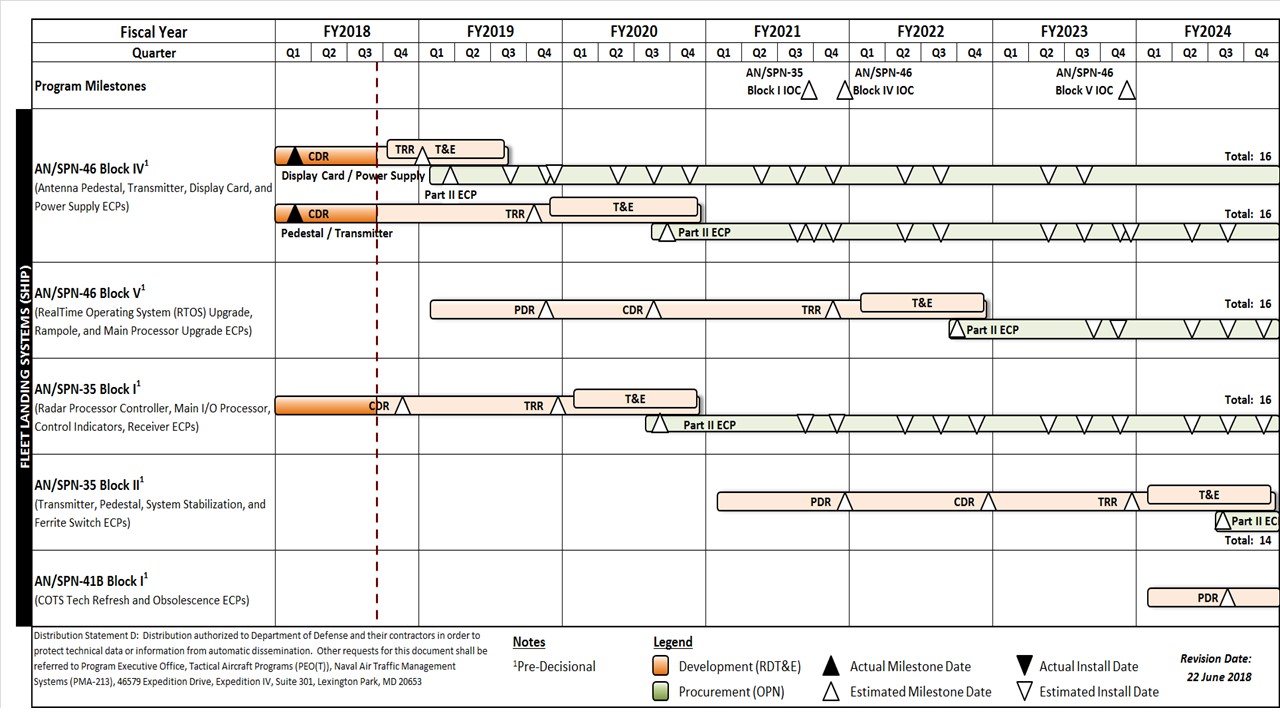 Fiscal Year FY2018 FY2019 FY2020 FY2021 FY2022 FY2023 FY2024
Quarter Q1 Q2 Q3 Q4 Q1 Q2 Q3 Q4 Q1 Q2 Q3 Q4 Q1 Q2 Q3 Q4 Q1 Q2 Q3 Q4 Q1 Q2 Q3 Q4 Q1 Q2 Q3 Q4
Program Milestones
AN/SPN-35
Block I IOC
AN/SPN-46
Block IV IOC
AN/SPN-46
Block V IOC
FLEET LANDING SYSTEMS (SHIP)
AN/SPN-46 Block IV1
(Antenna Pedestal, Transmitter, Display Card, and
Power Supply ECPs)
CDR TRR T&E Total: 16
Display Card / Power Supply
Part II ECP
CDR TRR T&E Total: 16
Pedestal / Transmitter Part II ECP
AN/SPN-46 Block V1
(RealTime Operating System (RTOS) Upgrade,
Rampole, and Main Processor Upgrade ECPs)
PDR CDR TRR T&E Total: 16
Part II ECP
AN/SPN-35 Block I1
(Radar Processor Controller, Main I/O Processor,
Control Indicators, Receiver ECPs)
CDR TRR T&E Total: 16
Part II ECP
AN/SPN-35 Block II1
(Transmitter, Pedestal, System Stabilization, and
Ferrite Switch ECPs)
PDR CDR TRR T&E
Part II EC
Total: 14
AN/SPN-41B Block I1
(COTS Tech Refresh and Obsolescence ECPs)
PDR
Distribution Statement D: Distribution authorized to Department of Defense and their contractors in order to
protect technical data or information from automatic dissemination. Other requests for this document shall be
referred to Program Executive Office, Tactical Aircraft Programs (PEO(T)), Naval Air Traffic Management
Systems (PMA-213), 46579 Expedition Drive, Expedition IV, Suite 301, Lexington Park, MD 20653
Notes
1Pre-Decisional
Legend
Development (RDT&E) Actual Milestone Date Actual Install Date
Procurement (OPN) Estimated Milestone Date Estimated Install Date
Revision Date:
22 June 2018